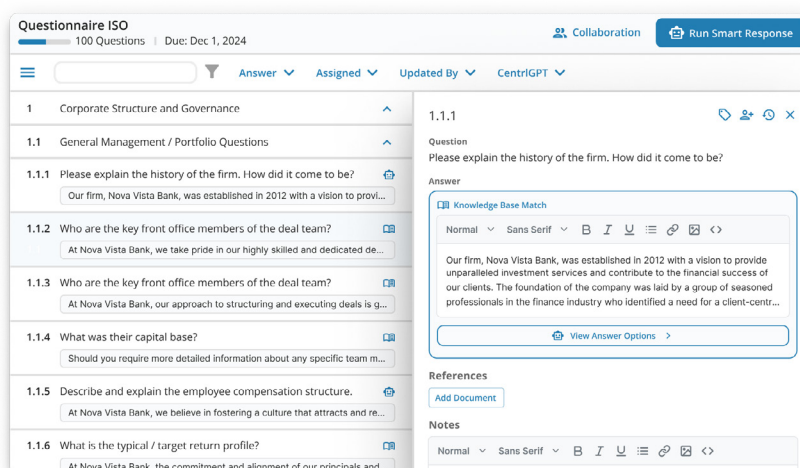 Questionnaire ISO
100 Questions | Due: Dec 1, 2024
Collaboration
Run Smart Response
Answer
Assigned
Updated By
CentrlGPT
1 Corporate Structure and Governance
1.1 General Management / Portfolio Questions
1.1.1 Please explain the history of the firm. How did it come to be?
Our firm, Nova Vista Bank, was established in 2012 with a vision to provi...
1.1.2 Who are the key front office members of the deal team?
At Nova Vista Bank, we take pride in our highly skilled and dedicated de...
1.1.3 Who are the key front office members of the deal team?
At Nova Vista Bank, our approach to structuring and executing deals is g...
1.1.4 What was their capital base?
Should you require more detailed information about any specific team m...
1.1.5 Describe and explain the employee compensation structure.
At Nova Vista Bank, we believe in fostering a culture that attracts and re...
1.1.6 What is the typical / target return profile?
At Nova Vista Bank, the commitment and alignment of our principals and
1.1.1
Question
Please explain the history of the firm. How did it come to be?
Answer
Knowledge Base Match
Normal Sans Serif B I U
Our firm, Nova Vista Bank, was established in 2012 with a vision to provide
unparalleled investment services and contribute to the financial success of
our clients. The foundation of the company was laid by a group of seasoned
professionals in the finance industry who identified a need for a client-centr...
View Answer Options
References
Add Document
Notes
Normal Sans Serif B I U